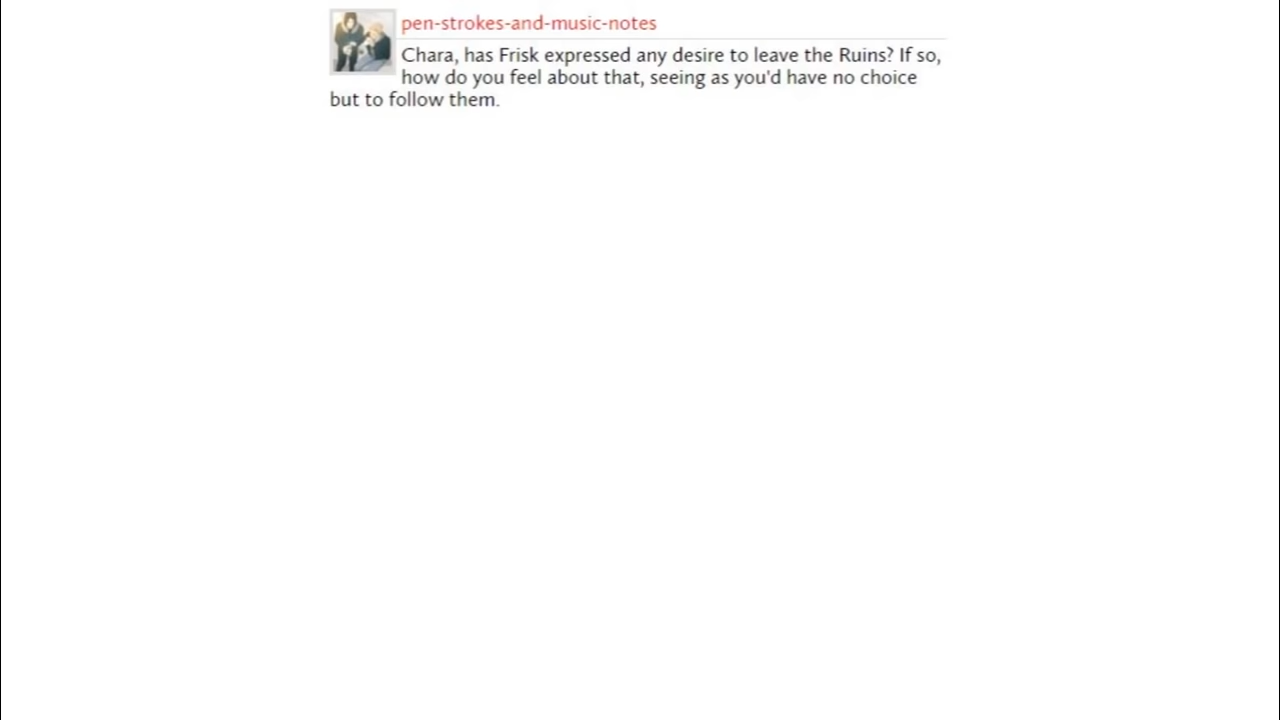 pen-strokes-and-music-notes
Chara, has Frisk expressed any desire to leave the Ruins? If so,
how do you feel about that, seeing as you'd have no choice
but to follow them.